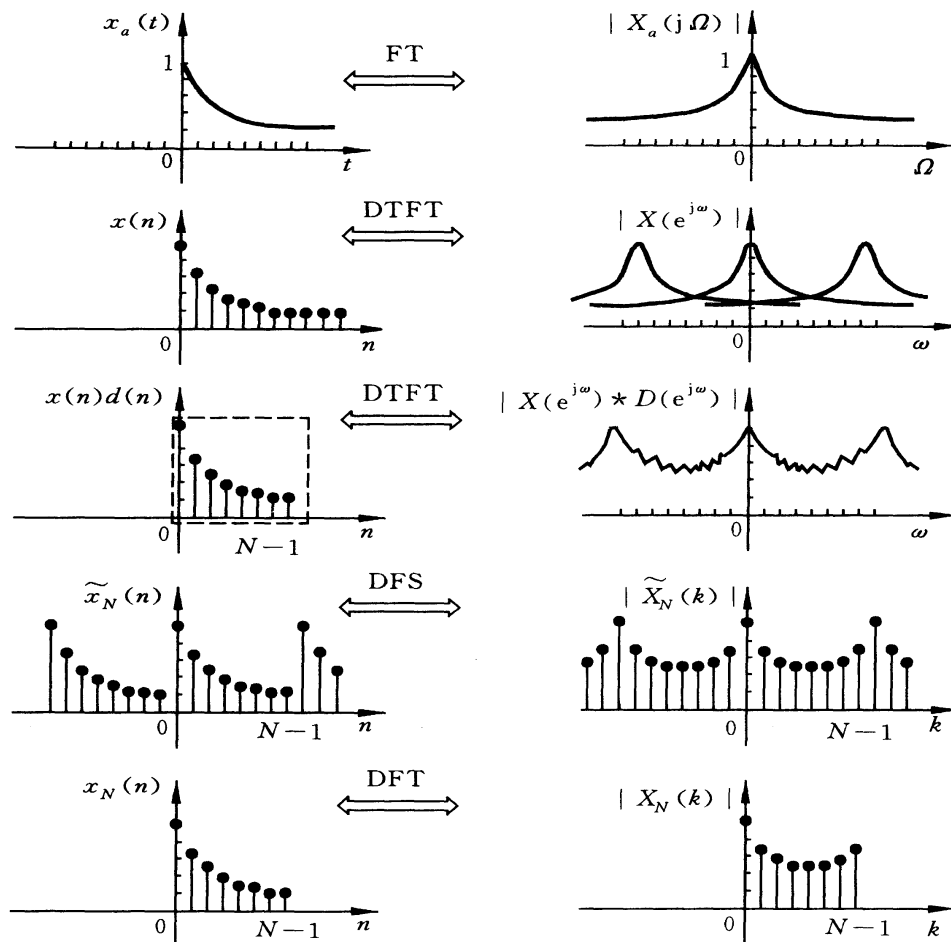 x_a(t)
FT
| X_a(jΩ) |
1
1
0
t
0
Ω
x(n)
DTFT
| X(e^{jω}) |
0
n
0
ω
x(n)d(n)
DTFT
| X(e^{jω}) ★ D(e^{jω}) |
0
N-1
n
0
ω
x̃_N(n)
DFS
| X̃_N(k) |
0
N-1
n
0
N-1
k
x_N(n)
DFT
| X_N(k) |
0
N-1
n
0
N-1
k